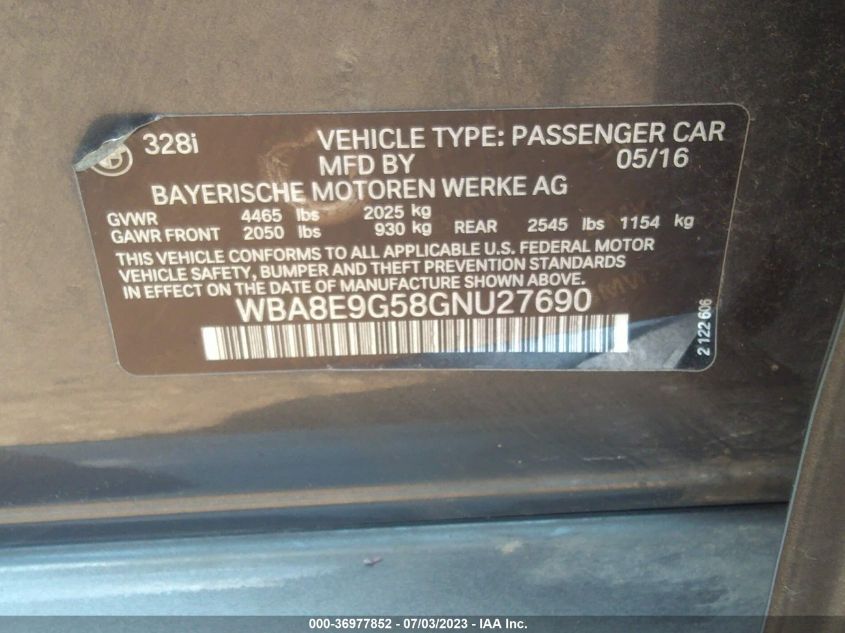 328i VEHICLE TYPE: PASSENGER CAR
MFD BY 05/16
BAYERISCHE MOTOREN WERKE AG
GVWR 4465 lbs 2025 kg
GAWR FRONT 2050 lbs 930 kg REAR 2545 lbs 1154 kg
THIS VEHICLE CONFORMS TO ALL APPLICABLE U.S. FEDERAL MOTOR
VEHICLE SAFETY, BUMPER AND THEFT PREVENTION STANDARDS
IN EFFECT ON THE DATE OF MANUFACTURE SHOWN ABOVE.
WBA8E9G58GNU27690
2 122 606
000-36977852 / 07/03/2023 - IAA Inc.